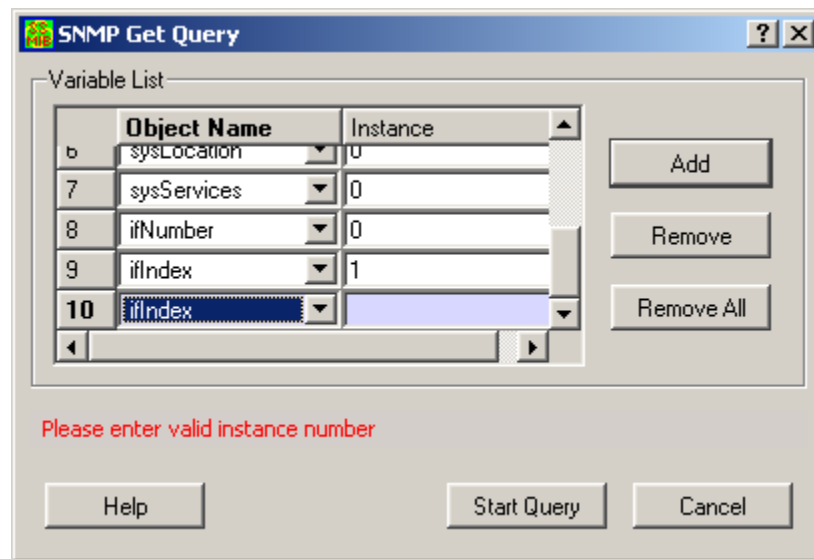 SNMP Get Query
Variable List
Object Name Instance
6 sysLocation 0
7 sysServices 0
8 ifNumber 0
9 ifIndex 1
10 ifIndex
Add
Remove
Remove All
Please enter valid instance number
Help Start Query Cancel